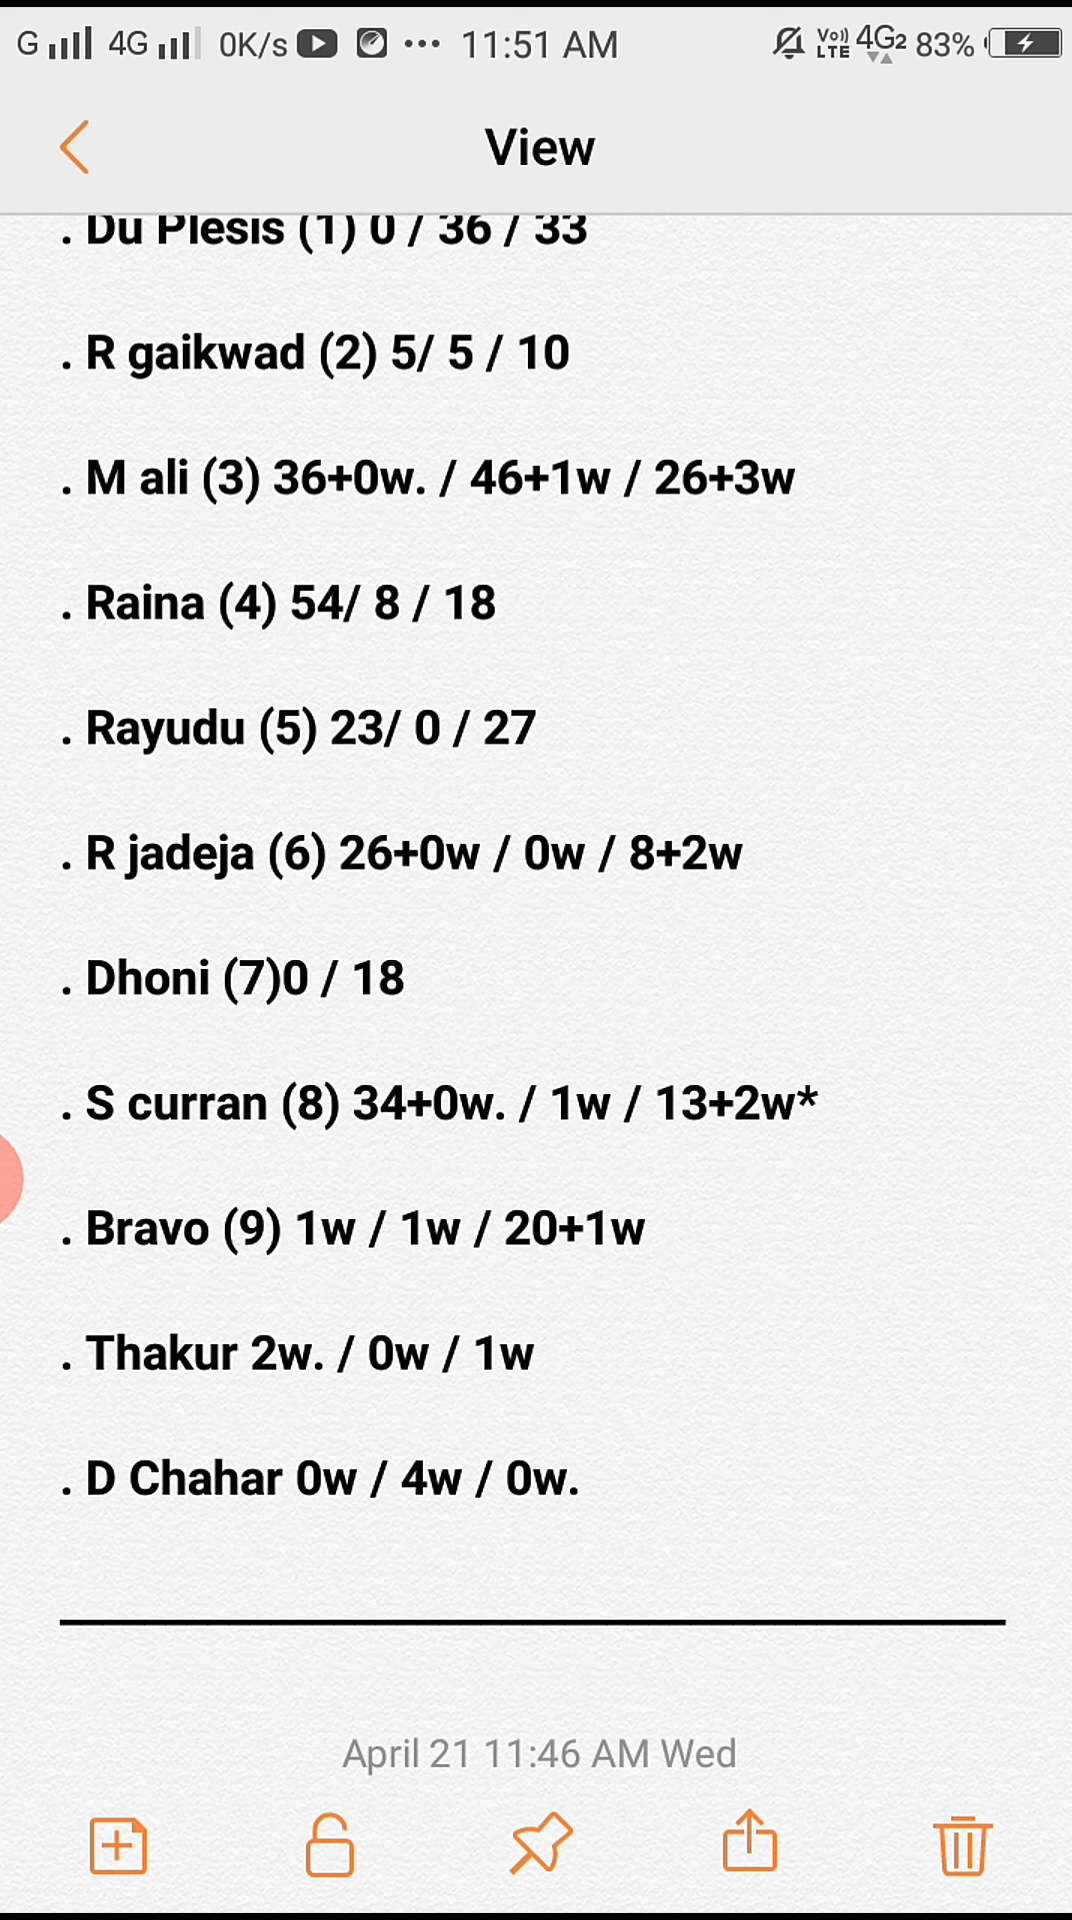 G 4G 0K/s ... 11:51 AM Vo)) LTE 4G2 83%
View
. Du Plesis (1) 0 / 36 / 33
. R gaikwad (2) 5/ 5 / 10
. M ali (3) 36+0w. / 46+1w / 26+3w
. Raina (4) 54/ 8 / 18
. Rayudu (5) 23/ 0 / 27
. R jadeja (6) 26+0w / 0w / 8+2w
. Dhoni (7)0 / 18
. S curran (8) 34+0w. / 1w / 13+2w*
. Bravo (9) 1w / 1w / 20+1w
. Thakur 2w. / 0w / 1w
. D Chahar 0w / 4w / 0w.
April 21 11:46 AM Wed